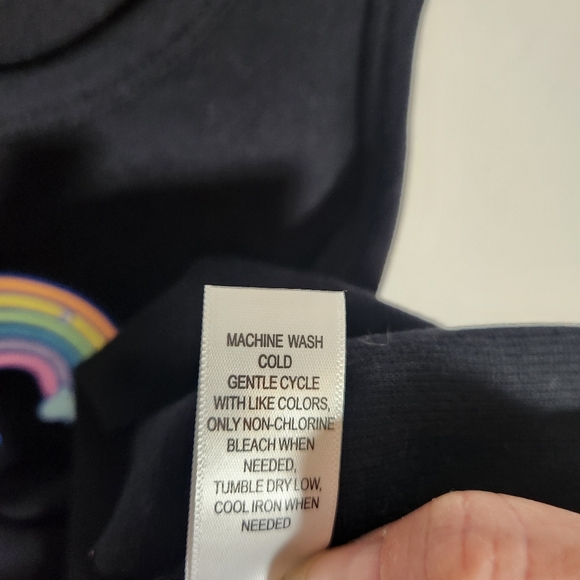 MACHINE WASH
COLD
GENTLE CYCLE
WITH LIKE COLORS,
ONLY NON-CHLORINE
BLEACH WHEN
NEEDED,
TUMBLE DRY LOW,
COOL IRON WHEN
NEEDED